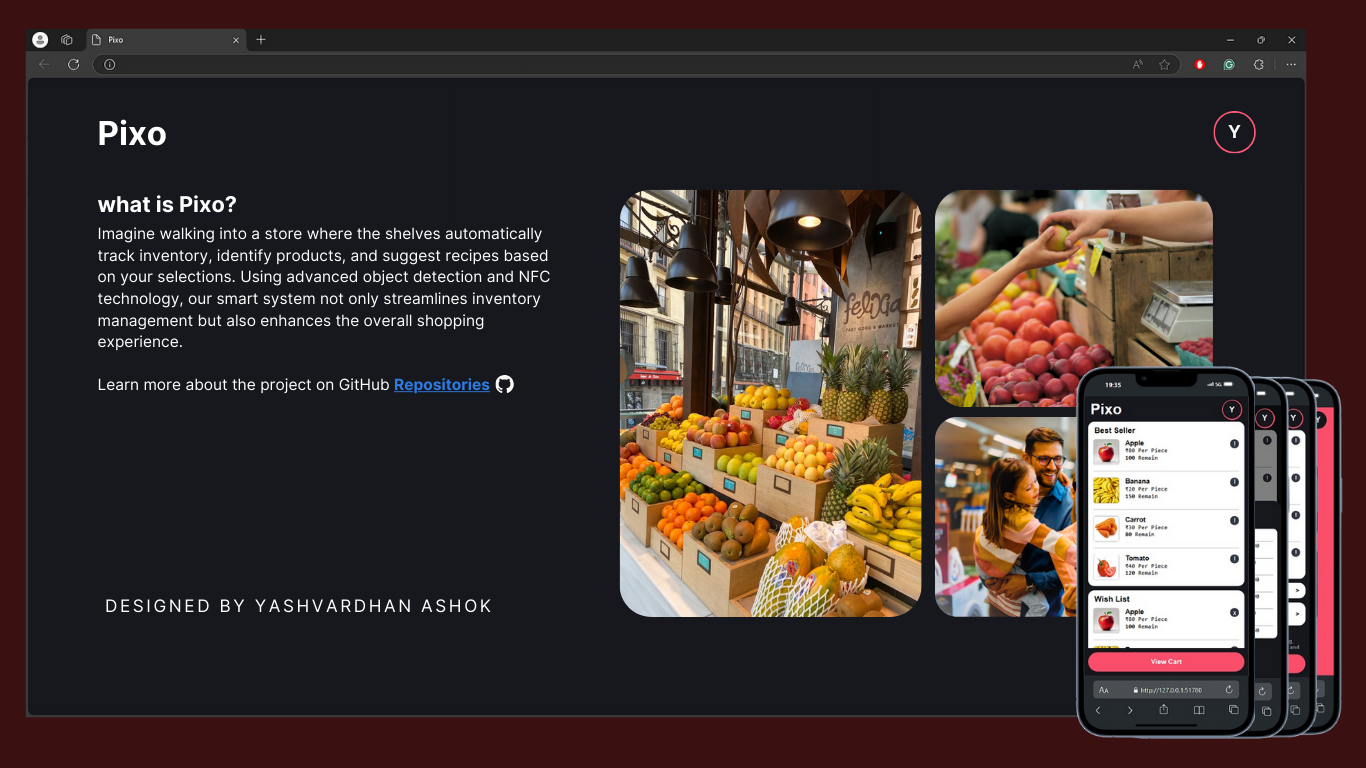 Pixo
Pixo
Y
what is Pixo?
Imagine walking into a store where the shelves automatically
track inventory, identify products, and suggest recipes based
on your selections. Using advanced object detection and NFC
technology, our smart system not only streamlines inventory
management but also enhances the overall shopping
experience.
Learn more about the project on GitHub Repositories
DESIGNED BY YASHVARDHAN ASHOK
19:35
5G
Pixo
Y
Y
Y
Best Seller
Apple
₹80 Per Piece
100 Remain
Banana
₹20 Per Piece
150 Remain
Carrot
₹30 Per Piece
80 Remain
Tomato
₹40 Per Piece
120 Remain
Wish List
Apple
₹80 Per Piece
100 Remain
View Cart
AA
http://127.0.0.1:51780